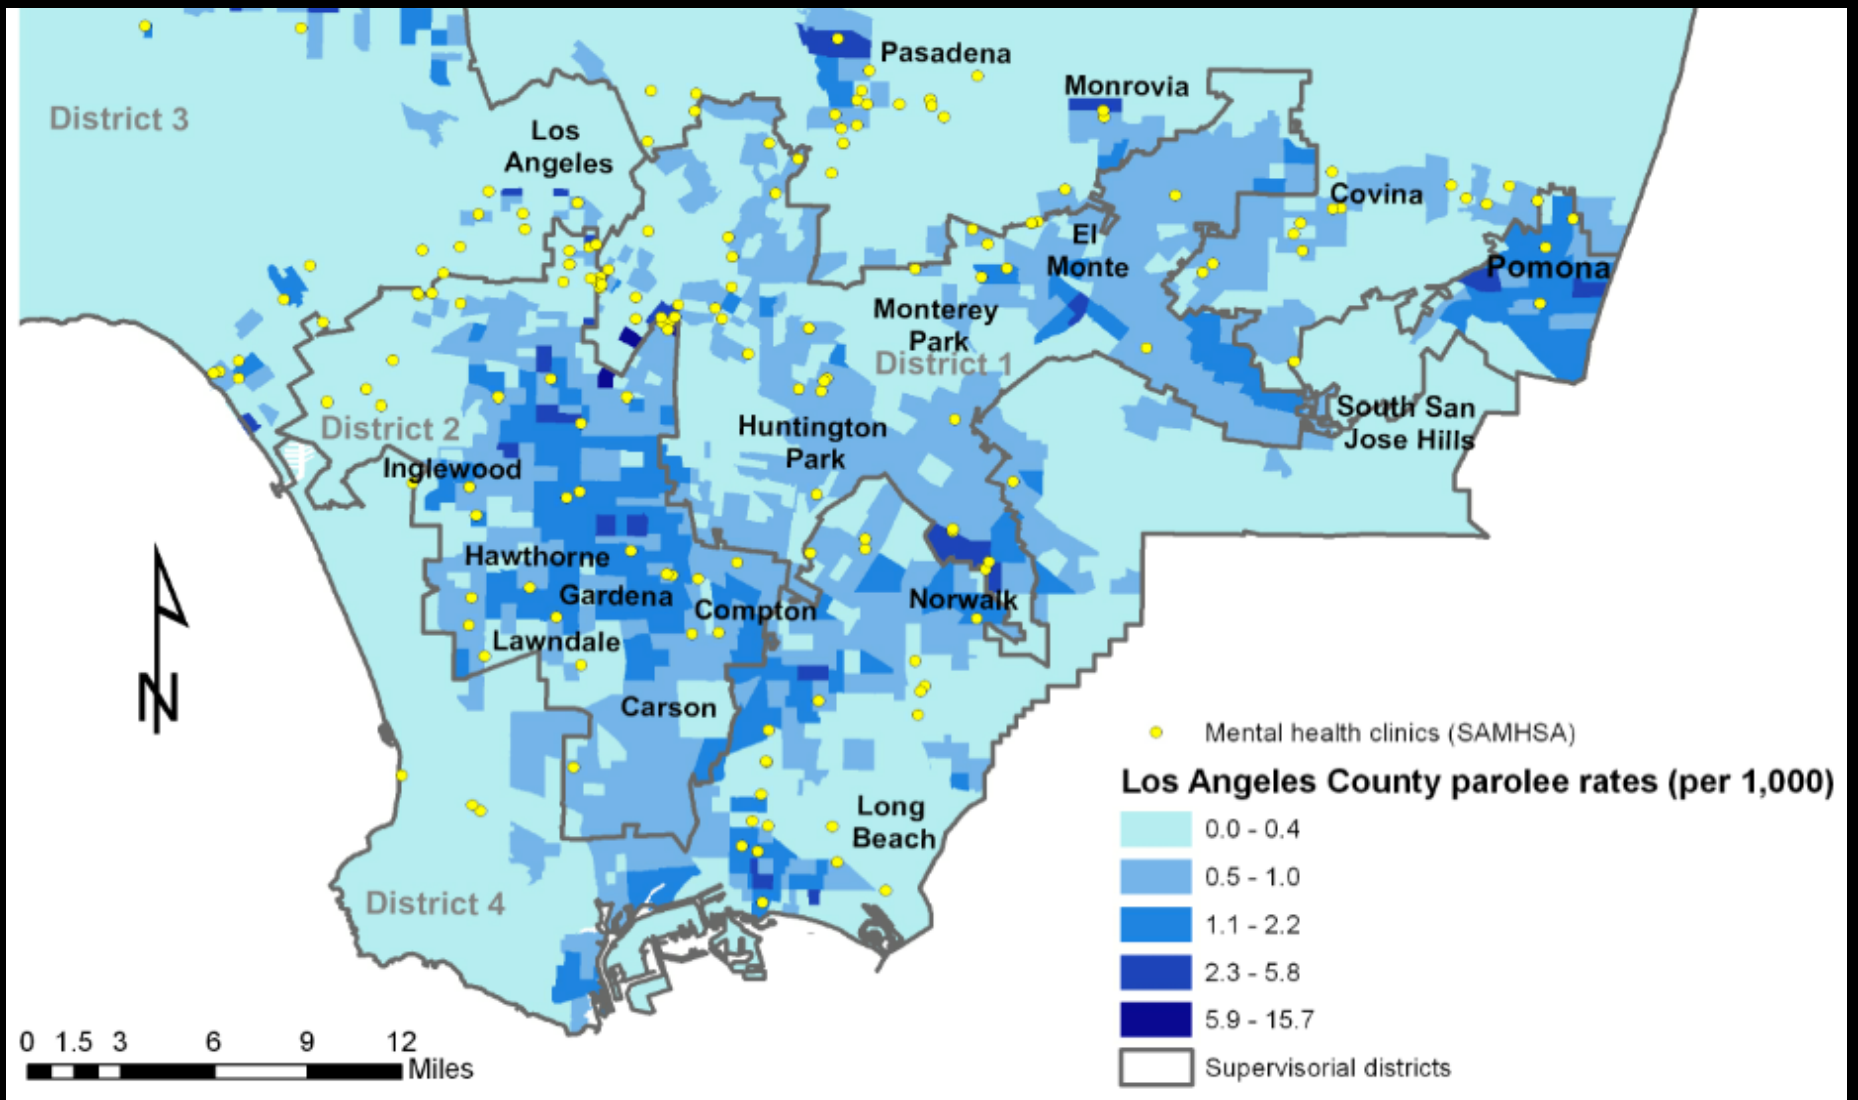 Pasadena
Monrovia
District 3
Los
Angeles
Covina
El
Monte
Pomona
Monterey
Park
District 1
South San
Jose Hills
District 2
Huntington
Park
Inglewood
Hawthorne
Gardena
Compton
Norwalk
Lawndale
Carson
Long
Beach
District 4
N
Mental health clinics (SAMHSA)
Los Angeles County parolee rates (per 1,000)
0.0 - 0.4
0.5 - 1.0
1.1 - 2.2
2.3 - 5.8
5.9 - 15.7
Supervisorial districts
0 1.5 3 6 9 12
Miles